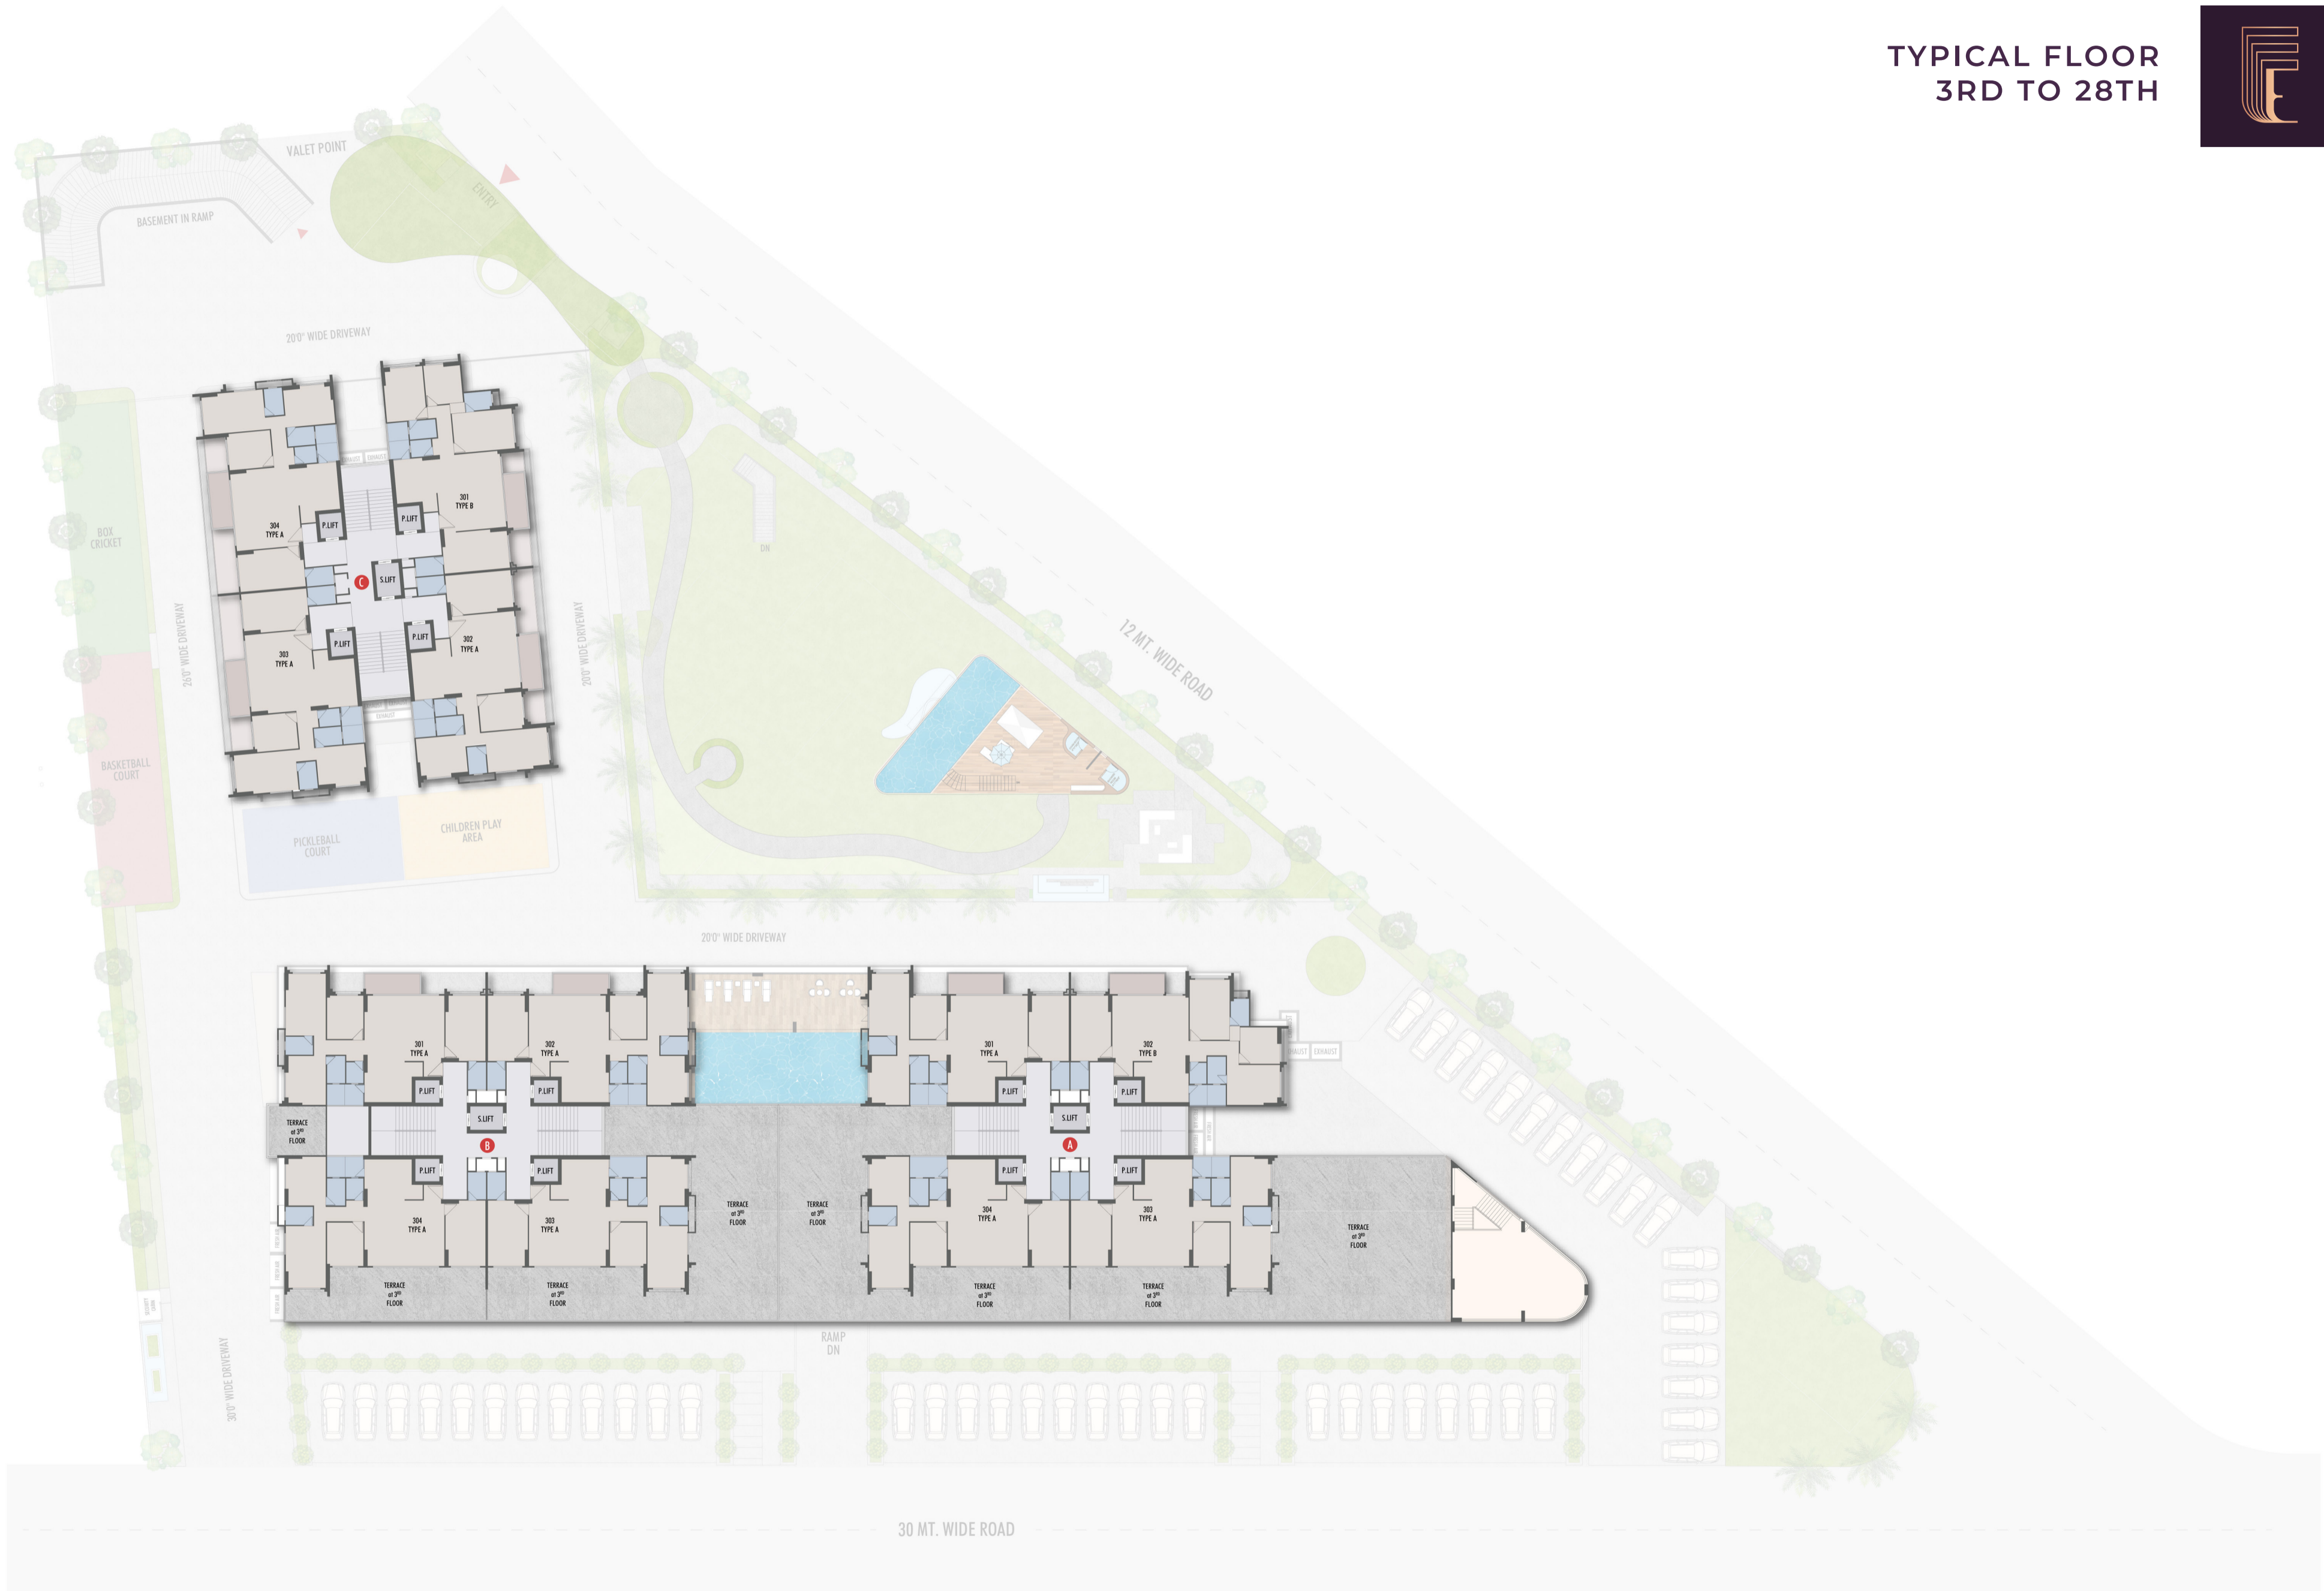 TYPICAL FLOOR
3RD TO 28TH
VALET POINT
ENTRY
BASEMENT IN RAMP
20'0" WIDE DRIVEWAY
EXHAUST
301
TYPE B
P.LIFT
P.LIFT
304
TYPE A
BOX
CRICKET
DN
S.LIFT
C
26'0" WIDE DRIVEWAY
20'0" WIDE DRIVEWAY
12 MT. WIDE ROAD
P.LIFT
P.LIFT
302
TYPE A
303
TYPE A
EXHAUST
BASKETBALL
COURT
PICKLEBALL
COURT
CHILDREN PLAY
AREA
20'0" WIDE DRIVEWAY
301
TYPE A
302
TYPE A
301
TYPE A
302
TYPE B
EXHAUST
P.LIFT
P.LIFT
P.LIFT
P.LIFT
S.LIFT
S.LIFT
TERRACE
at 3RD
FLOOR
B
A
P.LIFT
P.LIFT
P.LIFT
P.LIFT
304
TYPE A
303
TYPE A
TERRACE
at 3RD
FLOOR
TERRACE
at 3RD
FLOOR
304
TYPE A
303
TYPE A
TERRACE
at 3RD
FLOOR
TERRACE
at 3RD
FLOOR
TERRACE
at 3RD
FLOOR
TERRACE
at 3RD
FLOOR
TERRACE
at 3RD
FLOOR
RAMP
DN
30'0" WIDE DRIVEWAY
30 MT. WIDE ROAD